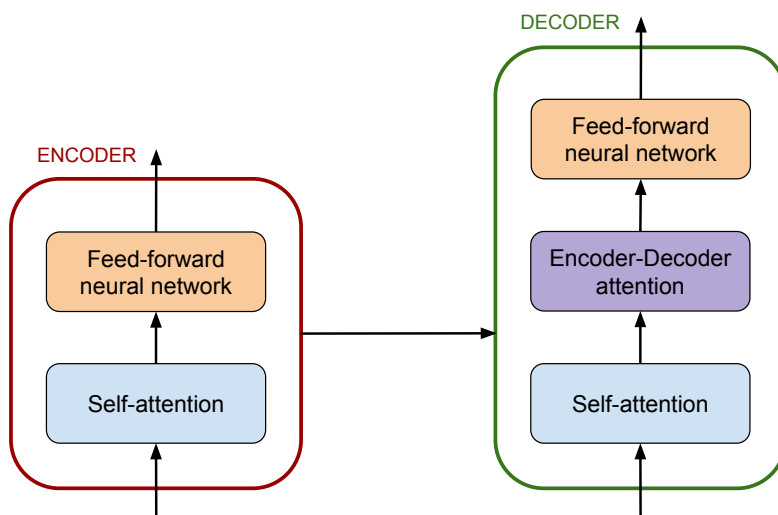 ENCODER
Feed-forward
neural network
Self-attention
DECODER
Feed-forward
neural network
Encoder-Decoder
attention
Self-attention